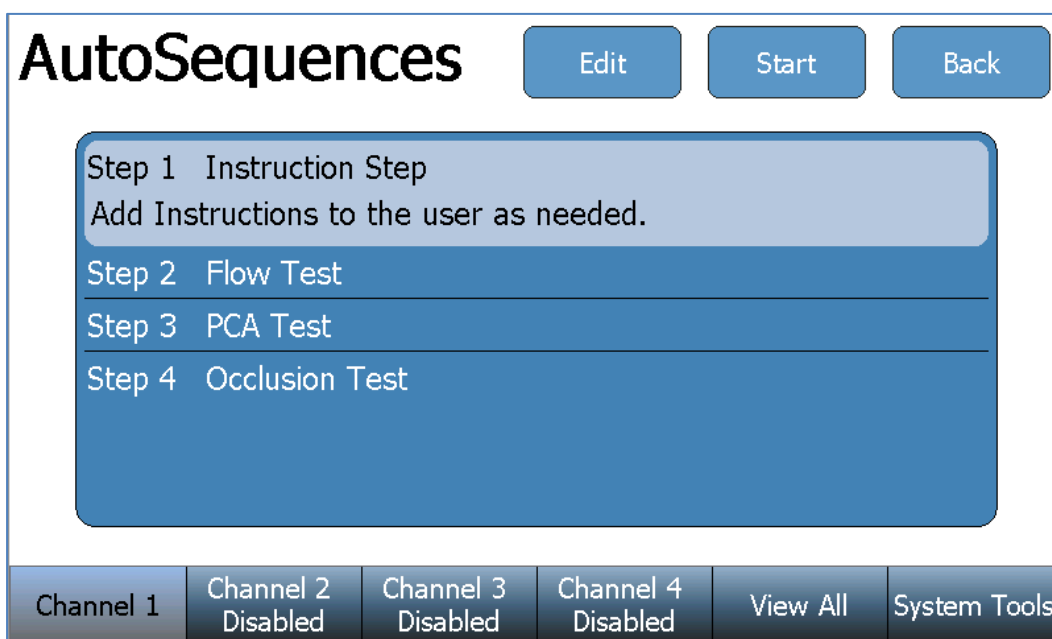 AutoSequences
Edit
Start
Back
Step 1 Instruction Step
Add Instructions to the user as needed.
Step 2 Flow Test
Step 3 PCA Test
Step 4 Occlusion Test
Channel 1
Channel 2
Disabled
Channel 3
Disabled
Channel 4
Disabled
View All
System Tools